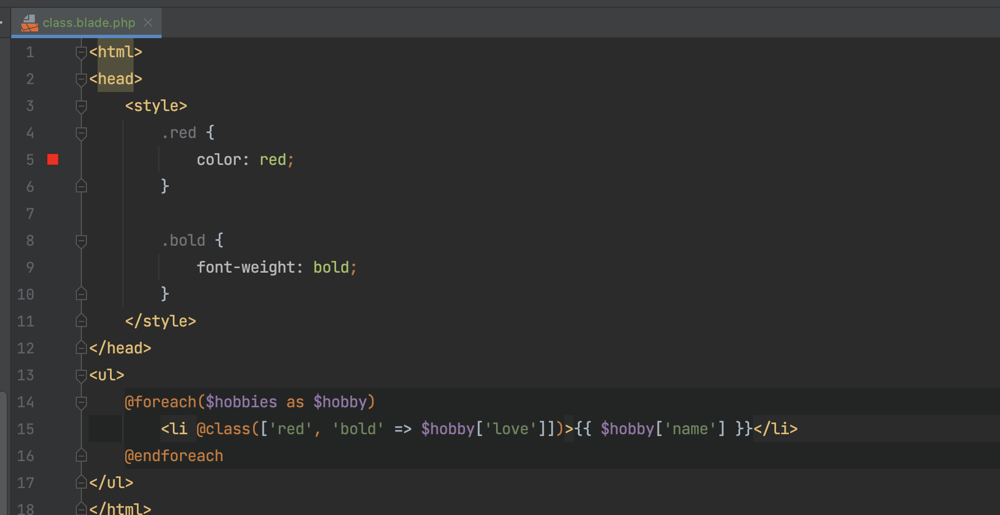 class.blade.php
1 <html>
2 <head>
3     <style>
4         .red {
5             color: red;
6         }
7
8         .bold {
9             font-weight: bold;
10         }
11     </style>
12 </head>
13 <ul>
14     @foreach($hobbies as $hobby)
15         <li @class(['red', 'bold' => $hobby['love']])>{{ $hobby['name'] }}</li>
16     @endforeach
17 </ul>
18 </html>